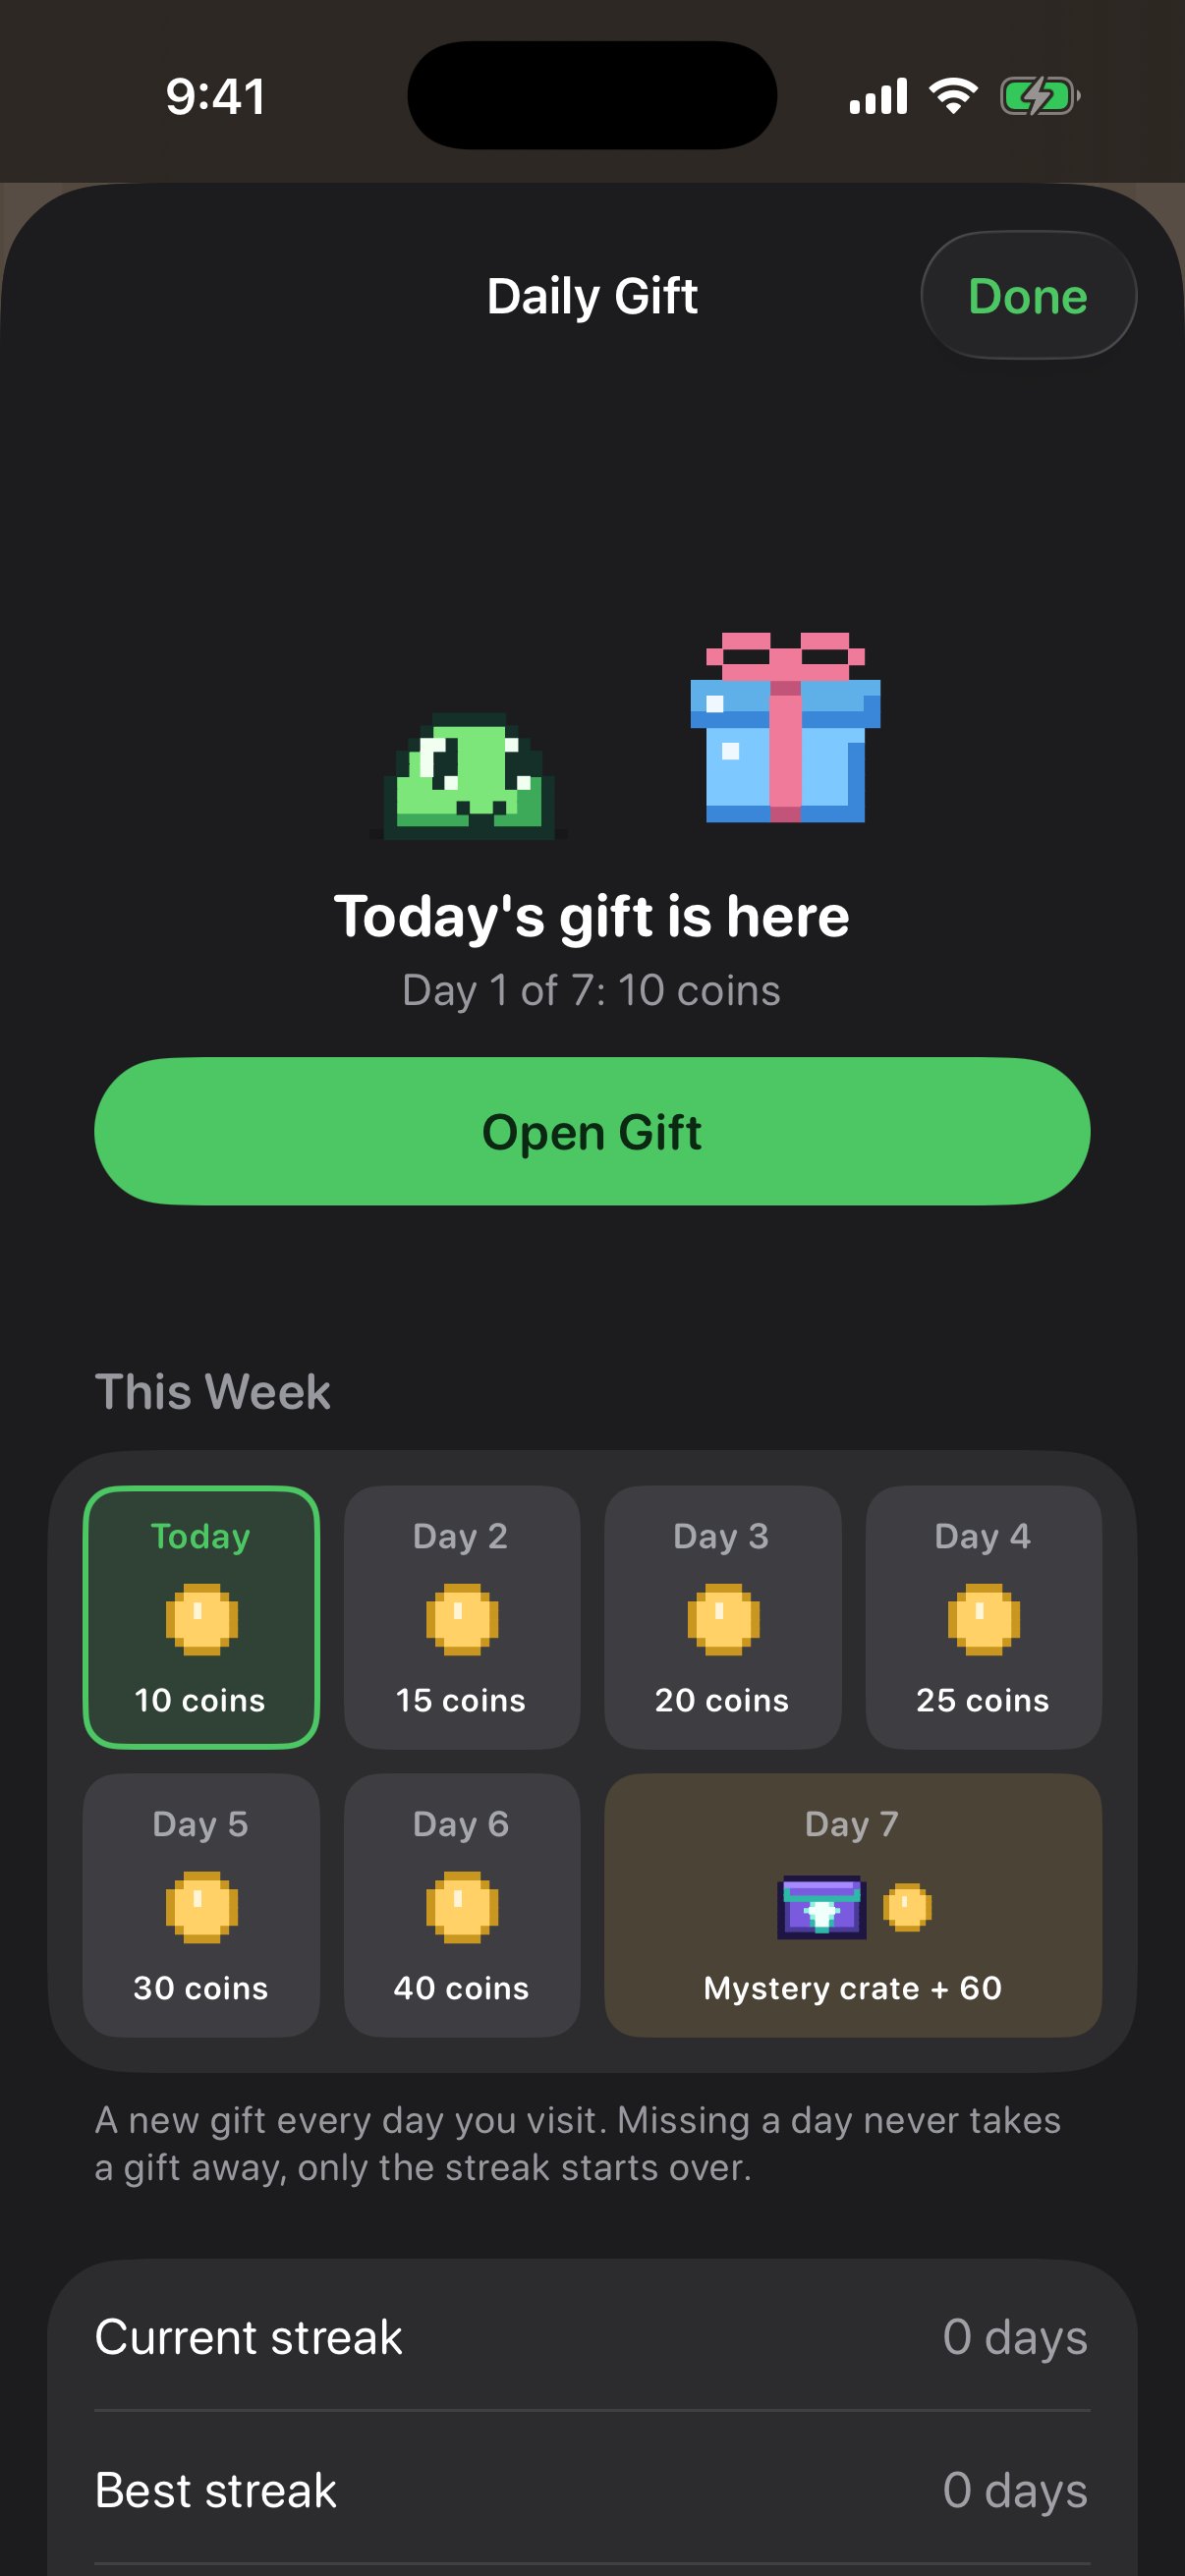 9:41
Daily Gift
Done
Today's gift is here
Day 1 of 7: 10 coins
Open Gift
This Week
Today
Day 2
Day 3
Day 4
10 coins
15 coins
20 coins
25 coins
Day 5
Day 6
Day 7
30 coins
40 coins
Mystery crate + 60
A new gift every day you visit. Missing a day never takes
a gift away, only the streak starts over.
Current streak
0 days
Best streak
0 days